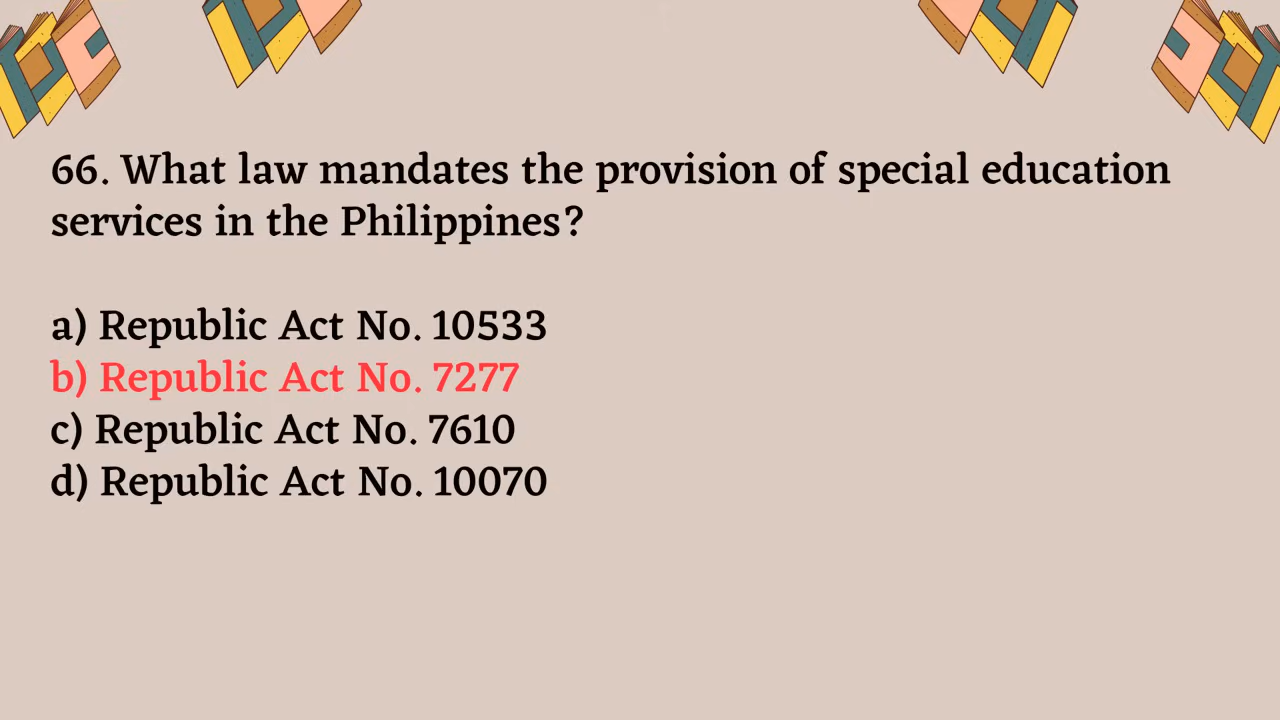 66. What law mandates the provision of special education
services in the Philippines?
a) Republic Act No. 10533
b) Republic Act No. 7277
c) Republic Act No. 7610
d) Republic Act No. 10070